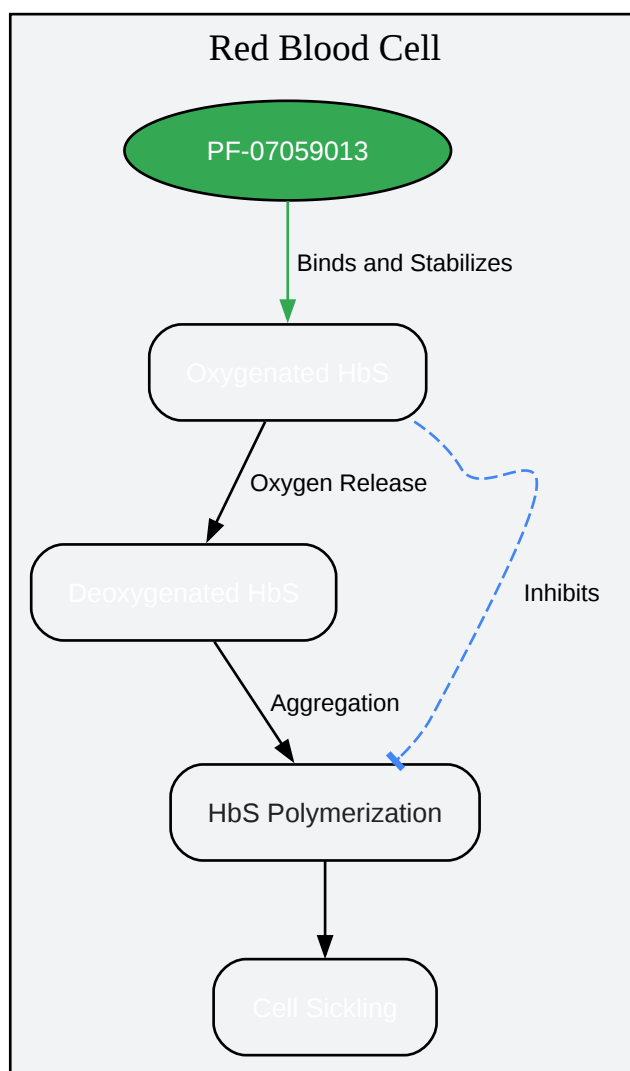 Red Blood Cell
PF-07059013
Binds and Stabilizes
Oxygenated HbS
Oxygen Release
Deoxygenated HbS
Inhibits
Aggregation
HbS Polymerization
Cell Sickling